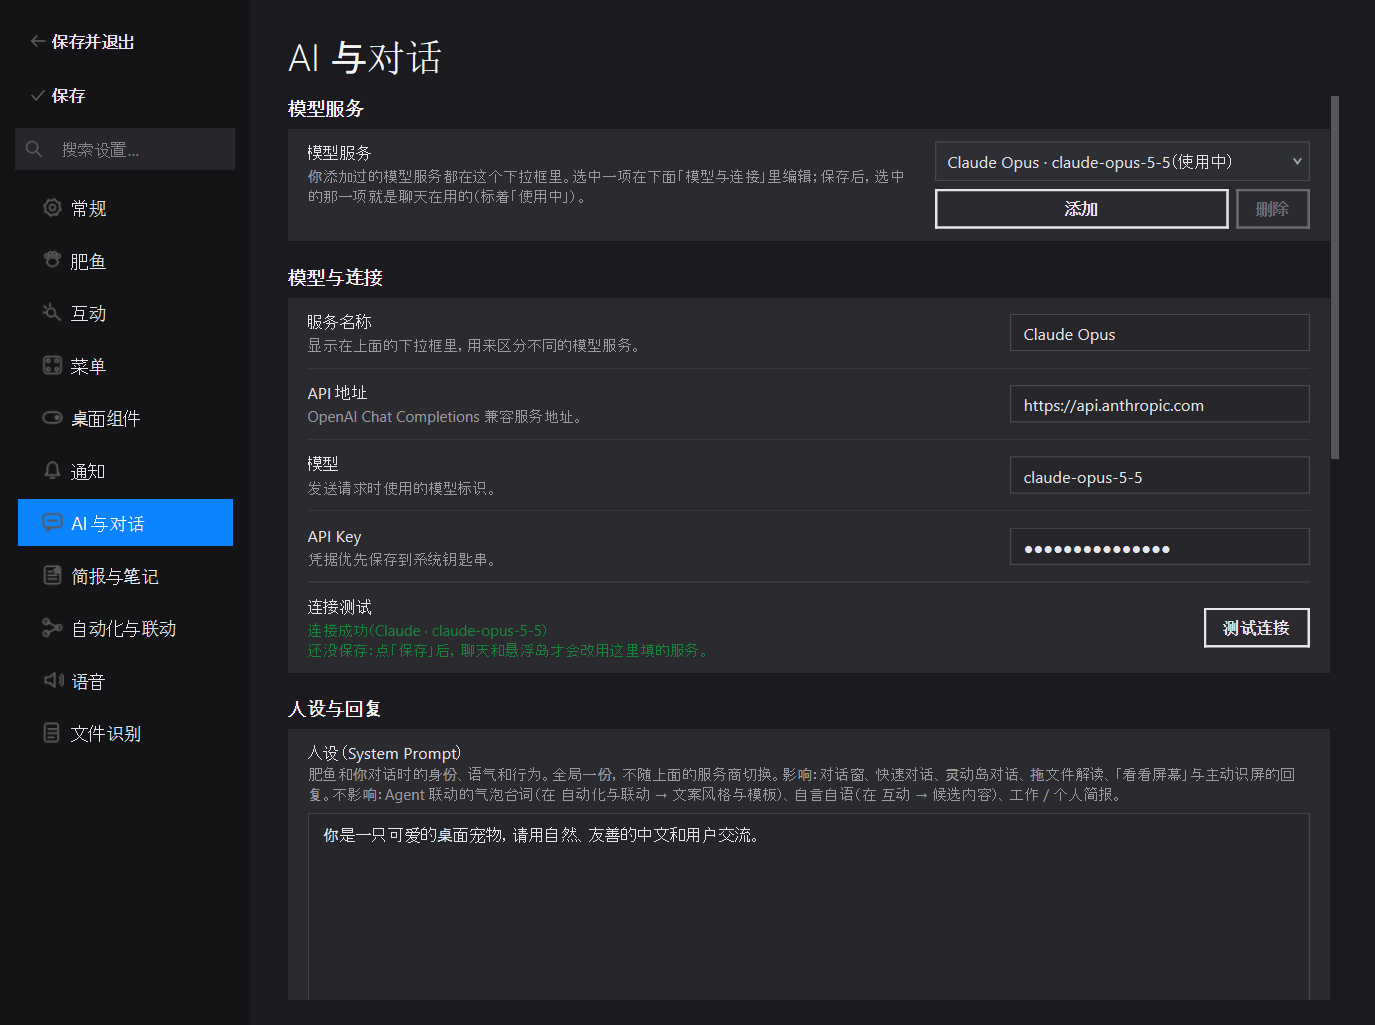 保存并退出
保存
搜索设置...
常规
肥鱼
互动
菜单
桌面组件
通知
AI 与对话
简报与笔记
自动化与联动
语音
文件识别
AI 与对话
模型服务
模型服务
你添加过的模型服务都在这个下拉框里。选中一项在下面「模型与连接」里编辑；保存后，选中
的那一项就是聊天在用的（标着「使用中」）。
Claude Opus · claude-opus-5-5（使用中）
添加
删除
模型与连接
服务名称
显示在上面的下拉框里，用来区分不同的模型服务。
Claude Opus
API 地址
OpenAI Chat Completions 兼容服务地址。
https://api.anthropic.com
模型
发送请求时使用的模型标识。
claude-opus-5-5
API Key
凭据优先保存到系统钥匙串。
●●●●●●●●●●●●●●●
连接测试
连接成功（Claude · claude-opus-5-5）
还没保存：点「保存」后，聊天和悬浮岛才会改用这里填的服务。
测试连接
人设与回复
人设（System Prompt）
肥鱼和你对话时的身份、语气和行为。全局一份，不随上面的服务商切换。影响：对话窗、快速对话、灵动岛对话、拖文件解读、「看看屏幕」与主动识屏的回
复。不影响：Agent 联动的气泡台词（在 自动化与联动 → 文案风格与模板）、自言自语（在 互动 → 候选内容）、工作 / 个人简报。
你是一只可爱的桌面宠物，请用自然、友善的中文和用户交流。